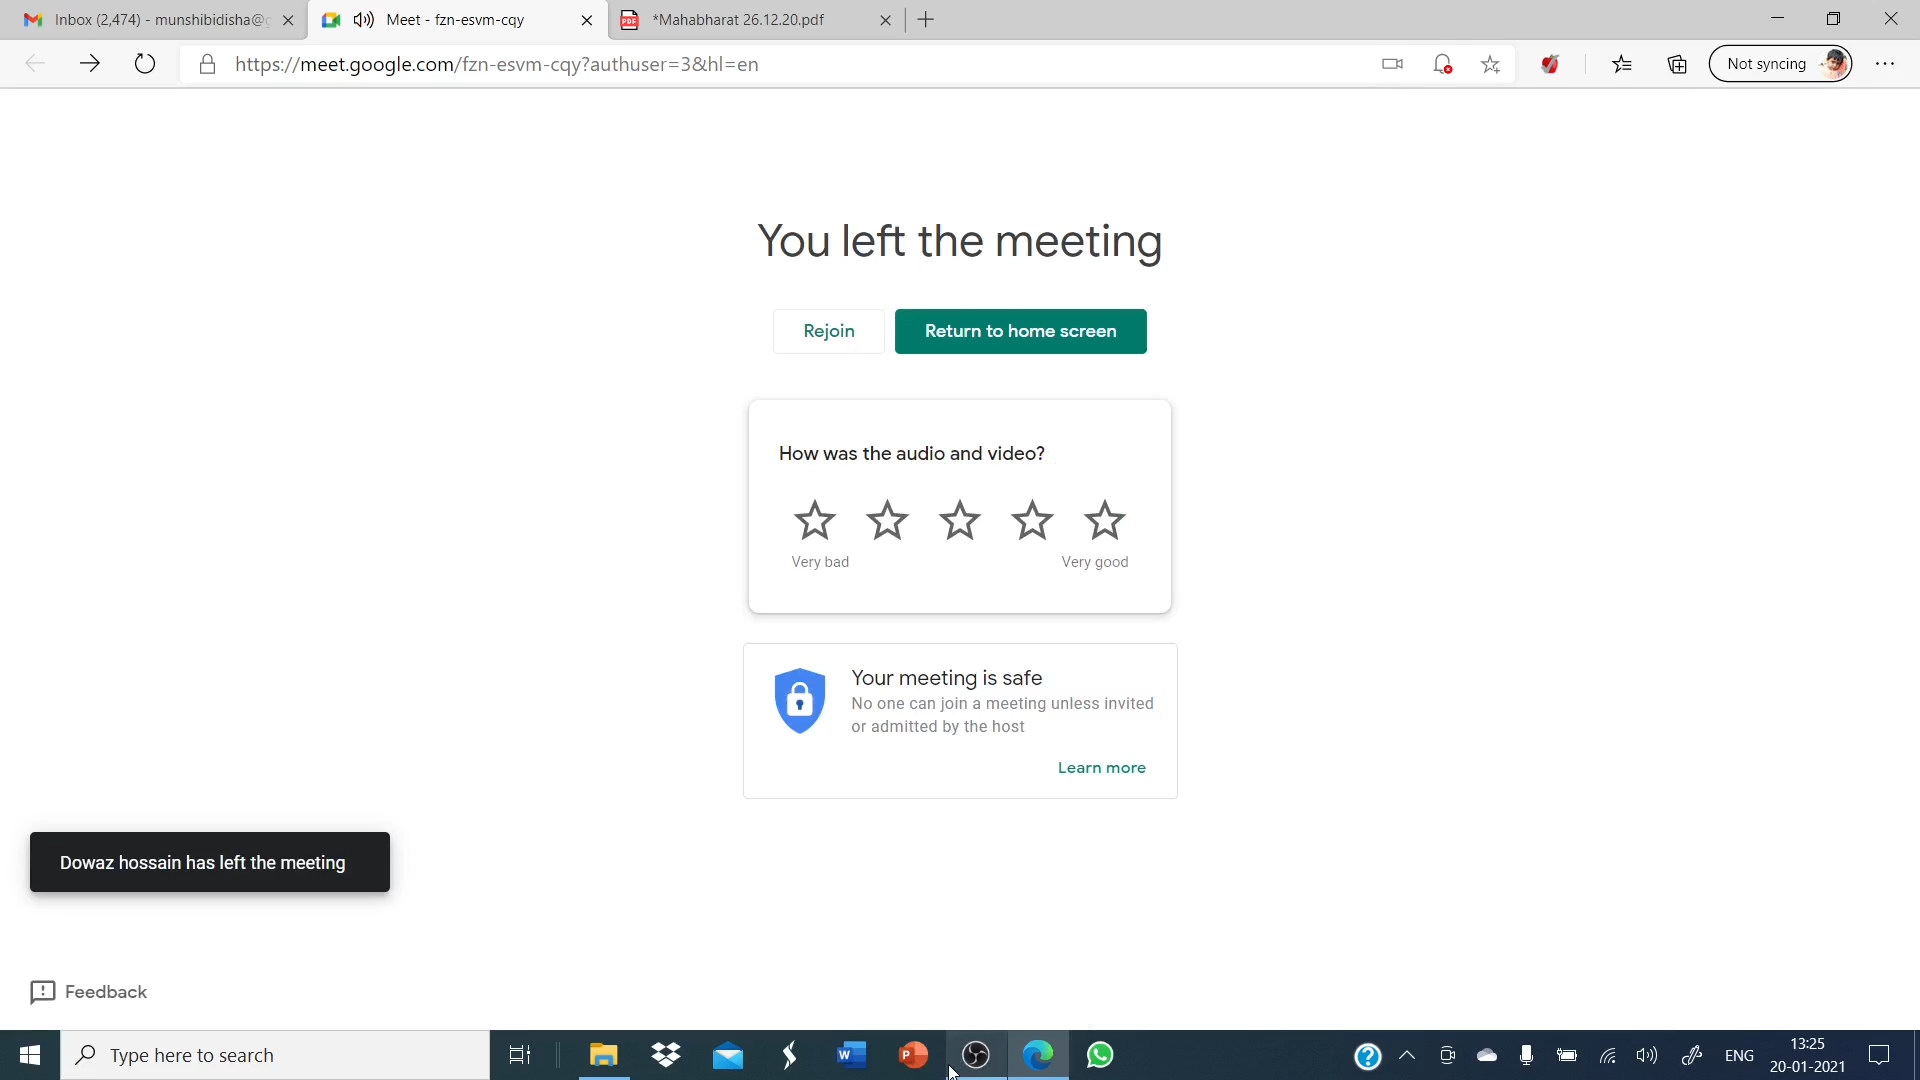 Inbox (2,474) - munshibidisha@
Meet - fzn-esvm-cqy
*Mahabharat 26.12.20.pdf
https://meet.google.com/fzn-esvm-cqy?authuser=3&hl=en
Not syncing
You left the meeting
Rejoin
Return to home screen
How was the audio and video?
Very bad
Very good
Your meeting is safe
No one can join a meeting unless invited
or admitted by the host
Learn more
Dowaz hossain has left the meeting
Feedback
Type here to search
ENG
13:25
20-01-2021